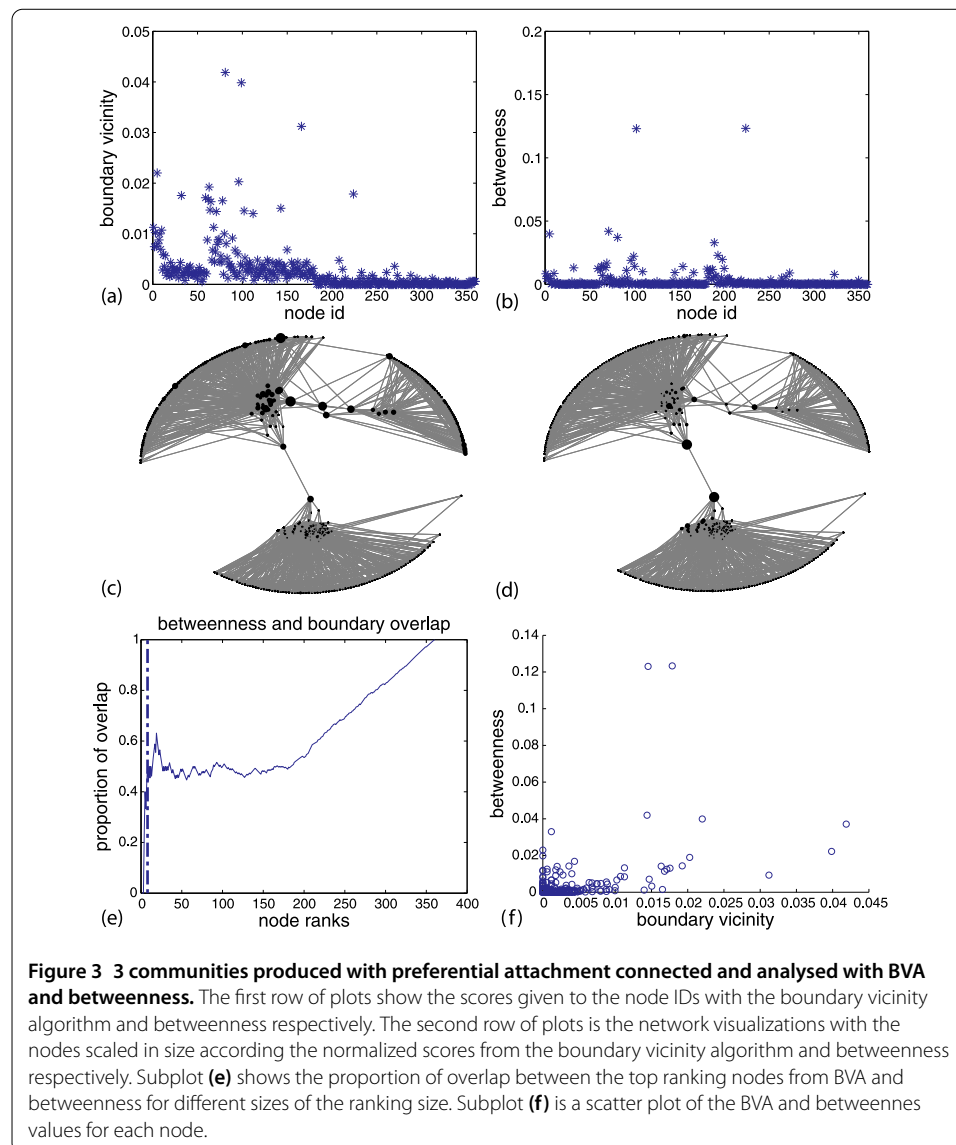 0.05
0.04
0.03
0.02
0.01
0
boundary vicinity
0 50 100 150 200 250 300 350
node id
(a)
0.2
0.15
0.1
0.05
0
betweeness
0 50 100 150 200 250 300 350
node id
(b)
(c)
(d)
betweenness and boundary overlap
1
0.8
0.6
0.4
0.2
0
proportion of overlap
0 50 100 150 200 250 300 350 400
node ranks
(e)
0.14
0.12
0.10
0.08
0.06
0.04
0.02
0
betweenness
0 0.005 0.01 0.015 0.02 0.025 0.03 0.035 0.04 0.045
boundary vicinity
(f)
Figure 3 3 communities produced with preferential attachment connected and analysed with BVA
and betweenness. The first row of plots show the scores given to the node IDs with the boundary vicinity
algorithm and betweenness respectively. The second row of plots is the network visualizations with the
nodes scaled in size according the normalized scores from the boundary vicinity algorithm and betweenness
respectively. Subplot (e) shows the proportion of overlap between the top ranking nodes from BVA and
betweenness for different sizes of the ranking size. Subplot (f) is a scatter plot of the BVA and betweennes
values for each node.